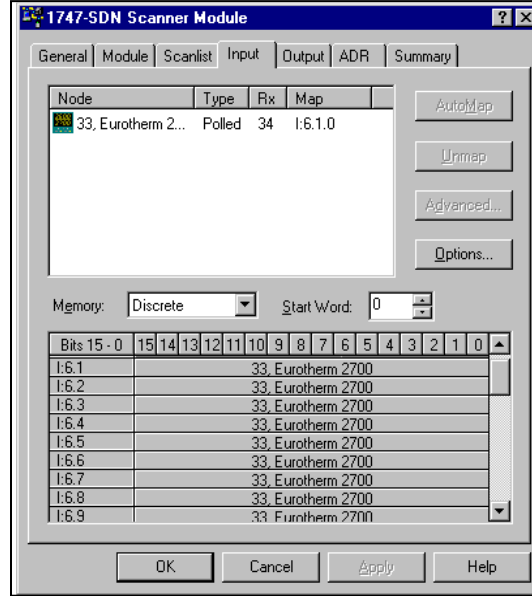 1747-SDN Scanner Module
General Module Scanlist Input Output ADR Summary
Node Type Rx Map
33, Eurotherm 2... Polled 34 I:6.1.0
AutoMap
Unmap
Advanced...
Options...
Memory: Discrete Start Word: 0
Bits 15 - 0 15 14 13 12 11 10 9 8 7 6 5 4 3 2 1 0
I:6.1 33, Eurotherm 2700
I:6.2 33, Eurotherm 2700
I:6.3 33, Eurotherm 2700
I:6.4 33, Eurotherm 2700
I:6.5 33, Eurotherm 2700
I:6.6 33, Eurotherm 2700
I:6.7 33, Eurotherm 2700
I:6.8 33, Eurotherm 2700
I:6.9 33, Eurotherm 2700
OK Cancel Apply Help